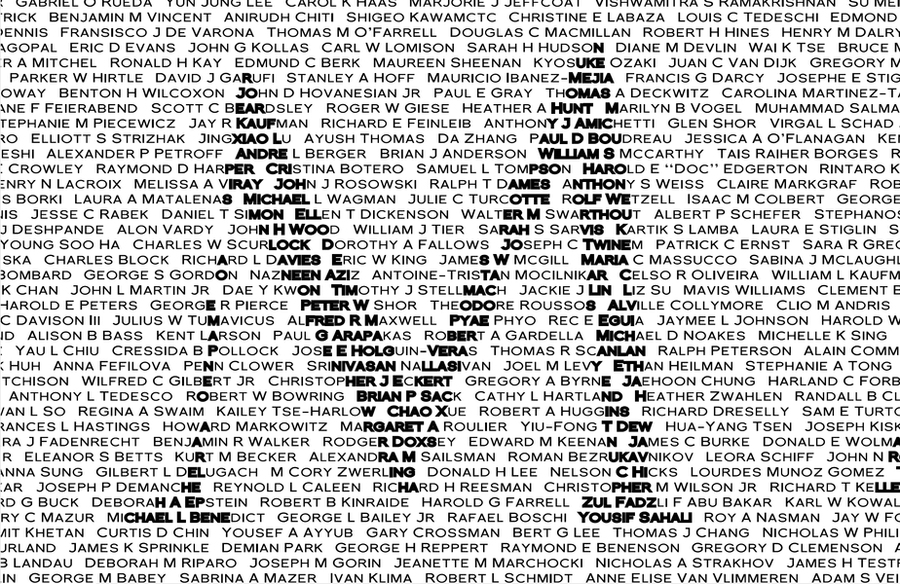 GABRIEL O RUEDA YUN JUNG LEE CAROL K HAAS MARJORIE J JEFFCOAT VISHWAMITRA S RAMAKRISHNAN SU MEI
ORIE BENJAMIN M VINCENT ANIRUDH CHITI SHIGEO KAWAMCTC CHRISTINE E LABAZA LOUIS C TEDESCHI EDMOND
DENNIS FRANSISCO J DE VARONA THOMAS M O'FARRELL DOUGLAS C MACMILLAN ROBERT H HINES HENRY M DALRY
AGOPAL ERIC D EVANS JOHN G KOLLAS CARL W LOMISON SARAH H HUDSON DIANE M DEVLIN WAI K TSE BRUCE M
ER A MITCHEL RONALD H KAY EDMUND C BERK MAUREEN SHEENAN KYOSUKE OZAKI JUAN C VAN DIJK GREGORY M
PARKER W HIRTLE DAVID J GARUFI STANLEY A HOFF MAURICIO IBANEZ-MEJIA FRANCIS G DARCY JOSEPHE E STIG
OWAY BENTON H WILCOXON JOHN D HOVANESIAN JR PAUL E GRAY THOMAS A DECKWITZ CAROLINA MARTINEZ-TA
ANE F FEIERABEND SCOTT C BEARDSLEY ROGER W GIESE HEATHER A HUNT MARILYN B VOGEL MUHAMMAD SALMA
TEPHANIE M PIECEWICZ JAY R KAUFMAN RICHARD E FEINLEIB ANTHONY J AMICHETTI GLEN SHOR VIRGAL L SCHAD
RO ELLIOTT S STRIZHAK JINGXIAO LU AYUSH THOMAS DA ZHANG PAUL D BOUDREAU JESSICA A O'FLANAGAN KEI
ESHI ALEXANDER P PETROFF ANDRE L BERGER BRIAN J ANDERSON WILLIAM S MCCARTHY TAIS RAIHER BORGES R
CROWLEY RAYMOND D HARPER CRISTINA BOTERO SAMUEL L TOMPSON HAROLD E "DOC" EDGERTON RINTARO K
ENRY N LACROIX MELISSA A VIRAY JOHN J ROSOWSKI RALPH T DAMES ANTHONY S WEISS CLAIRE MARKGRAF ROB
S BORKI LAURA A MATALENAS MICHAEL L WAGMAN JULIE C TURCOTTE ROLF WETZELL ISAAC M COLBERT GEORGE
NIS JESSE C RABEK DANIEL T SIMON ELLEN T DICKENSON WALTER M SWARTHOUT ALBERT P SCHEFER STEPHANOS
J DESHPANDE ALON VARDY JOHN H WOOD WILLIAM J TIER SARAH S SARVIS KARTIK S LAMBA LAURA E STIGLIN S
YOUNG SOO HA CHARLES W SCURLOCK DOROTHY A FALLOWS JOSEPH C TWINEM PATRICK C ERNST SARA R GREG
SKA CHARLES BLOCK RICHARD L DAVIES ERIC W KING JAMES W MCGILL MARIA C MASSUCCO SABINA J MCLAUGHL
BOMBARD GEORGE S GORDON NAZNEEN AZIZ ANTOINE-TRISTAN MOCILNIKAR CELSO R OLIVEIRA WILLIAM L KAUFM
K CHAN JOHN L MARTIN JR DAE Y KWON TIMOTHY J STELLMACH JACKIE J LIN LIZ SU MAVIS WILLIAMS CLEMENT E
HAROLD E PETERS GEORGE R PIERCE PETER W SHOR THEODORE ROUSSOS ALVILLE COLLYMORE CLIO M ANDRIS
C DAVISON III JULIUS W TUMAVICUS ALFRED R MAXWELL PYAE PHYO REC E EGUIA JAYMEE L JOHNSON HAROLD W
ID ALISON B BASS KENT LARSON PAUL G ARAPAKAS ROBERT A GARDELLA MICHAEL D NOAKES MICHELLE K SING
YAU L CHIU CRESSIDA B POLLOCK JOSE E HOLGUIN-VERAS THOMAS R SCANLAN RALPH PETERSON ALAIN COMM
K HUH ANNA FEFILOVA PENN CLOWER SRINIVASAN NALLASIVAN JOEL M LEVY ETHAN HEILMAN STEPHANIE A TONG
TCHISON WILFRED C GILBERT JR CHRISTOPHER J ECKERT GREGORY A BYRNE JAEHOON CHUNG HARLAND C FORB
ANTHONY L TEDESCO ROBERT W BOWRING BRIAN P SACK CATHY L HARTLAND HEATHER ZWAHLEN RANDALL B CL
VAN L SO REGINA A SWAIM KAILEY TSE-HARLOW CHAO XUE ROBERT A HUGGINS RICHARD DRESELLY SAM E TURTO
RANCES L HASTINGS HOWARD MARKOWITZ MARGARET A ROULIER YIU-FONG T DEW HUA-YANG TSEN JOSEPH KISK
RA J FADENRECHT BENJAMIN R WALKER RODGER DOXSEY EDWARD M KEENAN JAMES C BURKE DONALD E WOLMA
R ELEANOR S BETTS KURT M BECKER ALEXANDRA M SAILSMAN ROMAN BEZRUKAVNIKOV LEORA SCHIFF JOHN N RO
ANNA SUNG GILBERT L DELUGACH M CORY ZWERLING DONALD H LEE NELSON C HICKS LOURDES MUNOZ GOMEZ T
EAR JOSEPH P DEMANCHE REYNOLD L CALEEN RICHARD H REESMAN CHRISTOPHER M WILSON JR RICHARD T KELLE
RD G BUCK DEBORAH A EPSTEIN ROBERT B KINRAIDE HAROLD G FARRELL ZUL FADZLI F ABU BAKAR KARL W KOWAL
RY C MAZUR MICHAEL L BENEDICT GEORGE L BAILEY JR RAFAEL BOSCHI YOUSIF SAHALI ROY A NASMAN JAY W FO
MIT KHETAN CURTIS D CHIN YOUSEF A AYYUB GARY CROSSMAN BERT G LEE THOMAS J CHANG NICHOLAS W PHILI
URLAND JAMES K SPRINKLE DEMIAN PARK GEORGE H REPPERT RAYMOND E BENENSON GREGORY D CLEMENSON A
B LANDAU DEBORAH M RIPARO JOSEPH M GORIN JEANETTE M MARCHOCKI NICHOLAS A STRAKHOV JAMES H TESTE
IN GEORGE M BABEY SABRINA A MAZER IVAN KLIMA ROBERT L SCHMIDT ANNE ELISE VAN VLIMMEREN